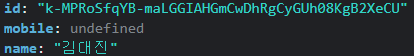 id: "k-MPRoSfqYB-maLGGIAHGmCwDhRgCyGUh08KgB2XeCU"
mobile: undefined
name: "김대진"